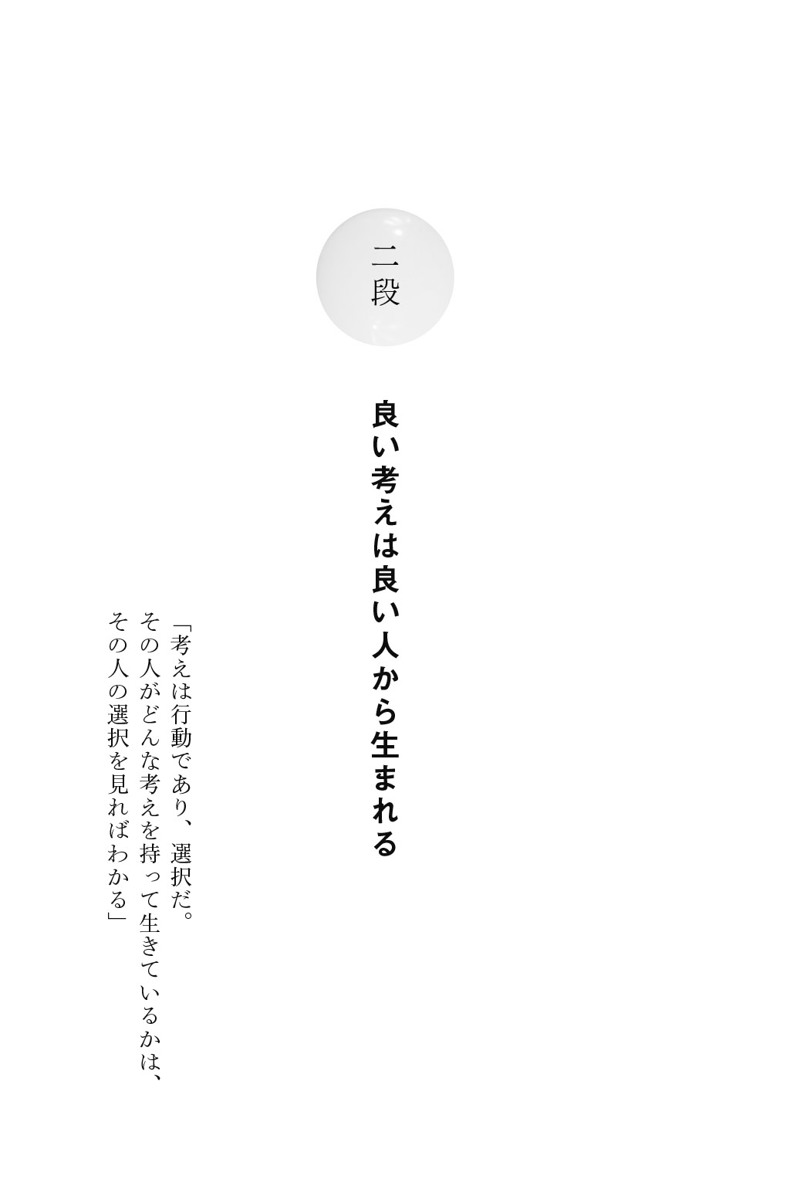 二段
良い考えは良い人から生まれる
「考えは行動であり、選択だ。
その人がどんな考えを持って生きているかは、
その人の選択を見ればわかる」